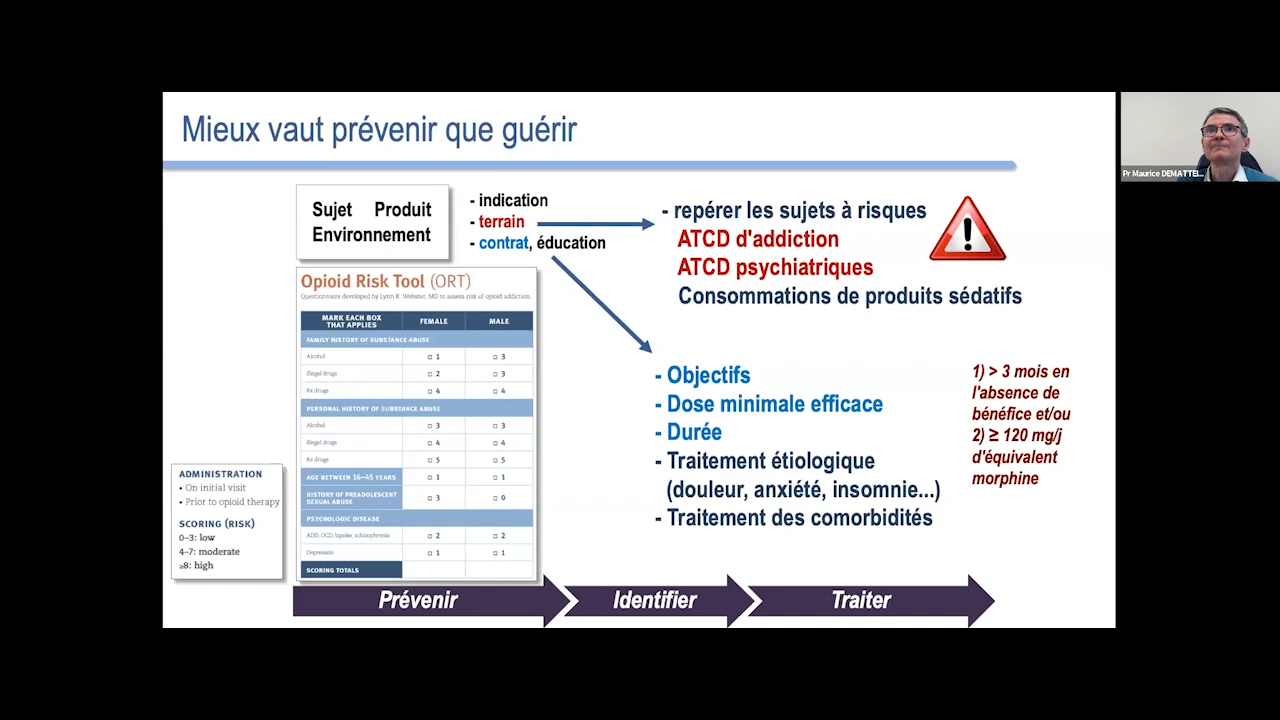 Mieux vaut prévenir que guérir
Sujet Produit
Environnement
- indication
- terrain
- contrat, éducation
- repérer les sujets à risques
ATCD d'addiction
ATCD psychiatriques
Consommations de produits sédatifs
!
Pr Maurice DEMATTEI...
Opioid Risk Tool (ORT)
Questionnaire developed by Lynn R. Webster, MD to assess risk of opioid addiction.
MARK EACH BOX THAT APPLIES FEMALE MALE
FAMILY HISTORY OF SUBSTANCE ABUSE
Alcohol □ 1 □ 3
Illegal drugs □ 2 □ 3
Rx drugs □ 4 □ 4
PERSONAL HISTORY OF SUBSTANCE ABUSE
Alcohol □ 3 □ 3
Illegal drugs □ 4 □ 4
Rx drugs □ 5 □ 5
AGE BETWEEN 16–45 YEARS □ 1 □ 1
HISTORY OF PREADOLESCENT SEXUAL ABUSE □ 3 □ 0
PSYCHOLOGIC DISEASE
ADD, OCD, bipolar, schizophrenia □ 2 □ 2
Depression □ 1 □ 1
SCORING TOTALS
ADMINISTRATION
• On initial visit
• Prior to opioid therapy
SCORING (RISK)
0–3: low
4–7: moderate
≥8: high
- Objectifs
- Dose minimale efficace
- Durée
- Traitement étiologique
(douleur, anxiété, insomnie...)
- Traitement des comorbidités
1) > 3 mois en
l'absence de
bénéfice et/ou
2) ≥ 120 mg/j
d'équivalent
morphine
Prévenir Identifier Traiter